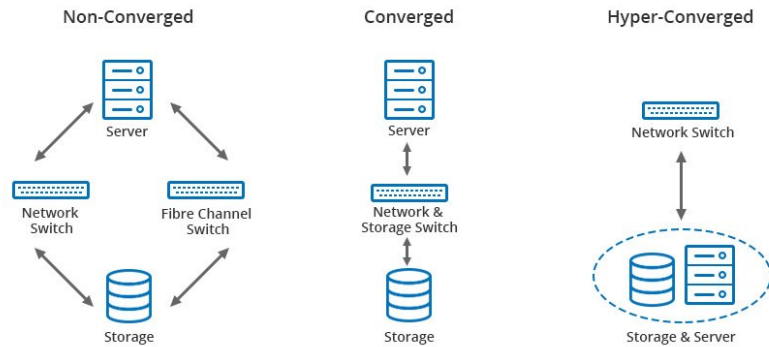 Non-Converged
Server
Network
Switch
Fibre Channel
Switch
Storage
Converged
Server
Network &
Storage Switch
Storage
Hyper-Converged
Network Switch
Storage & Server